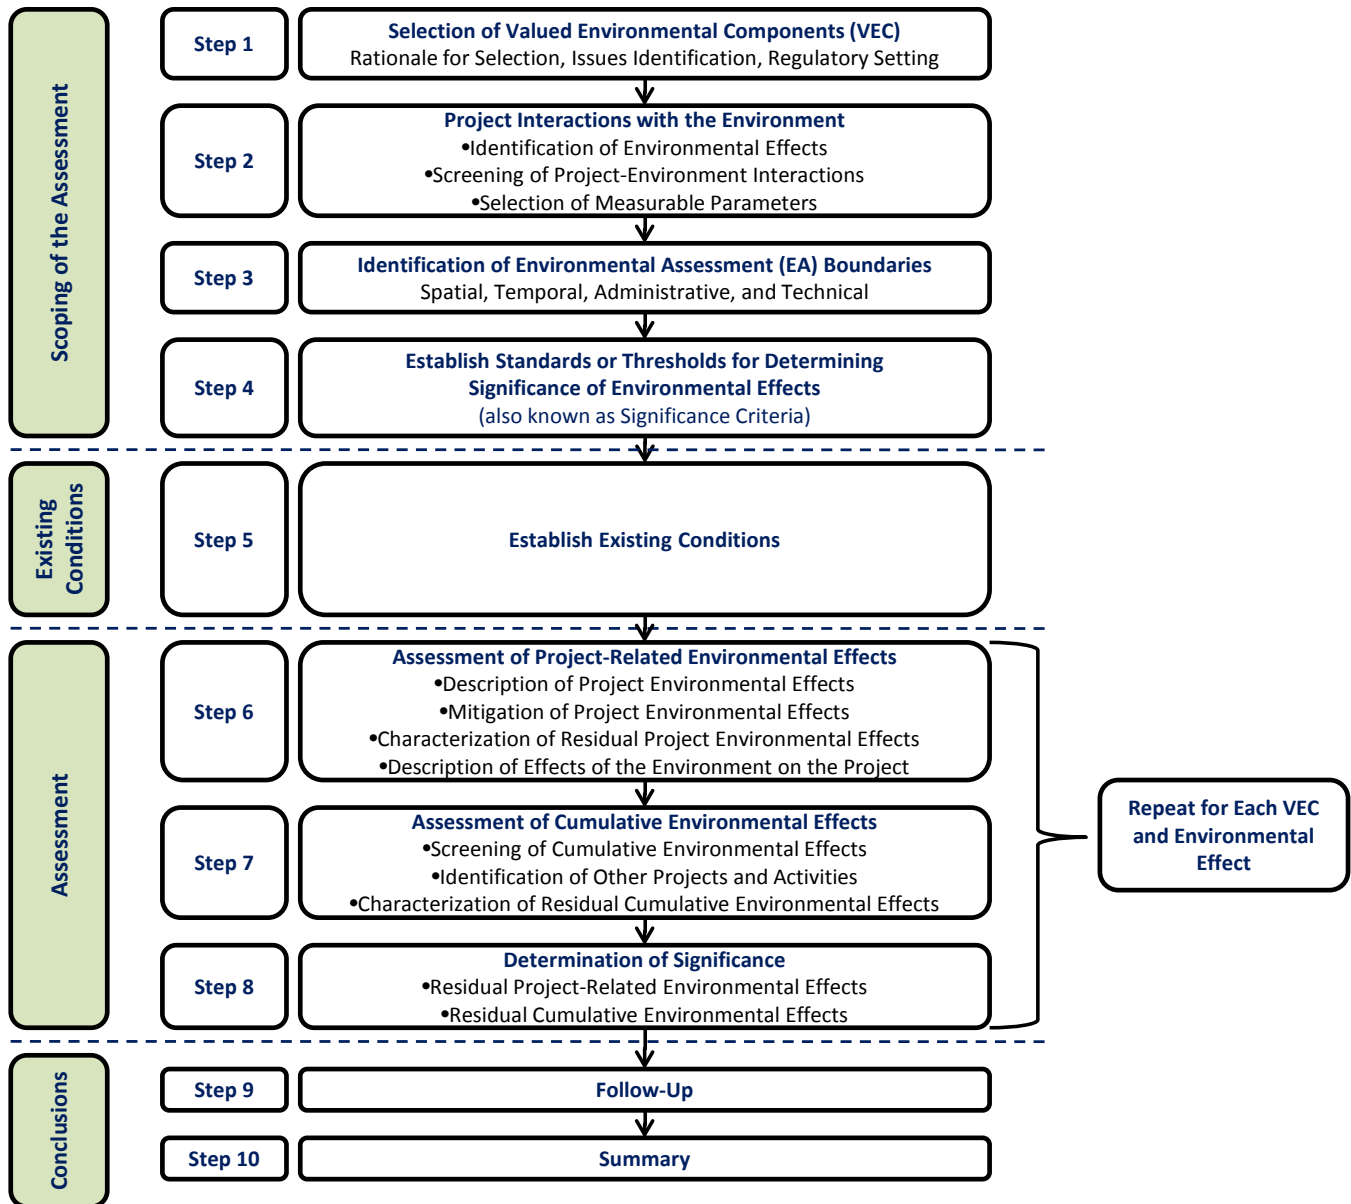 Scoping of the Assessment
Step 1
Selection of Valued Environmental Components (VEC)
Rationale for Selection, Issues Identification, Regulatory Setting
Step 2
Project Interactions with the Environment
•Identification of Environmental Effects
•Screening of Project-Environment Interactions
•Selection of Measurable Parameters
Step 3
Identification of Environmental Assessment (EA) Boundaries
Spatial, Temporal, Administrative, and Technical
Step 4
Establish Standards or Thresholds for Determining
Significance of Environmental Effects
(also known as Significance Criteria)
Existing
Conditions
Step 5
Establish Existing Conditions
Assessment
Step 6
Assessment of Project-Related Environmental Effects
•Description of Project Environmental Effects
•Mitigation of Project Environmental Effects
•Characterization of Residual Project Environmental Effects
•Description of Effects of the Environment on the Project
Step 7
Assessment of Cumulative Environmental Effects
•Screening of Cumulative Environmental Effects
•Identification of Other Projects and Activities
•Characterization of Residual Cumulative Environmental Effects
Step 8
Determination of Significance
•Residual Project-Related Environmental Effects
•Residual Cumulative Environmental Effects
Repeat for Each VEC
and Environmental
Effect
Conclusions
Step 9
Follow-Up
Step 10
Summary